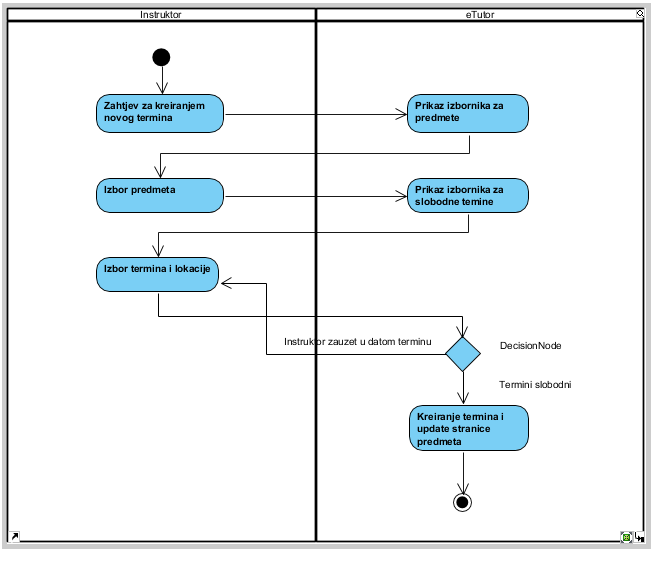 Instruktor
eTutor
Zahtjev za kreiranjem
novog termina
Prikaz izbornika za
predmete
Izbor predmeta
Prikaz izbornika za
slobodne temine
Izbor termina i lokacije
Instruktor zauzet u datom terminu
DecisionNode
Termini slobodni
Kreiranje termina i
update stranice
predmeta